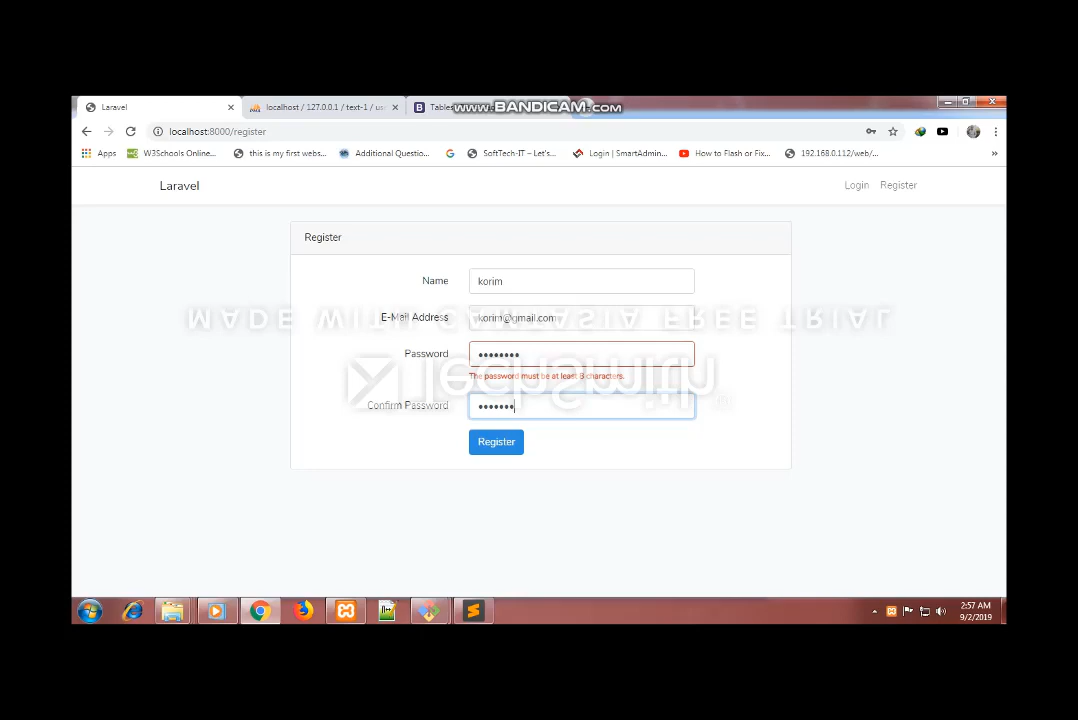 Laravel
localhost / 127.0.0.1 / text-1 / us
Tables
www.BANDICAM.COM
localhost:8000/register
Apps
W3Schools Online...
this is my first webs...
Additional Questio...
SoftTech-IT – Let's...
Login | SmartAdmin...
How to Flash or Fix...
192.168.0.112/web/...
»
Laravel
Login
Register
Register
Name
korim
E-Mail Address
korim@gmail.com
MADE WITH CAMTASIA FREE TRIAL
Password
••••••••
The password must be at least 8 characters.
TechSmith
Confirm Password
•••••••
Register
2:57 AM
9/2/2019